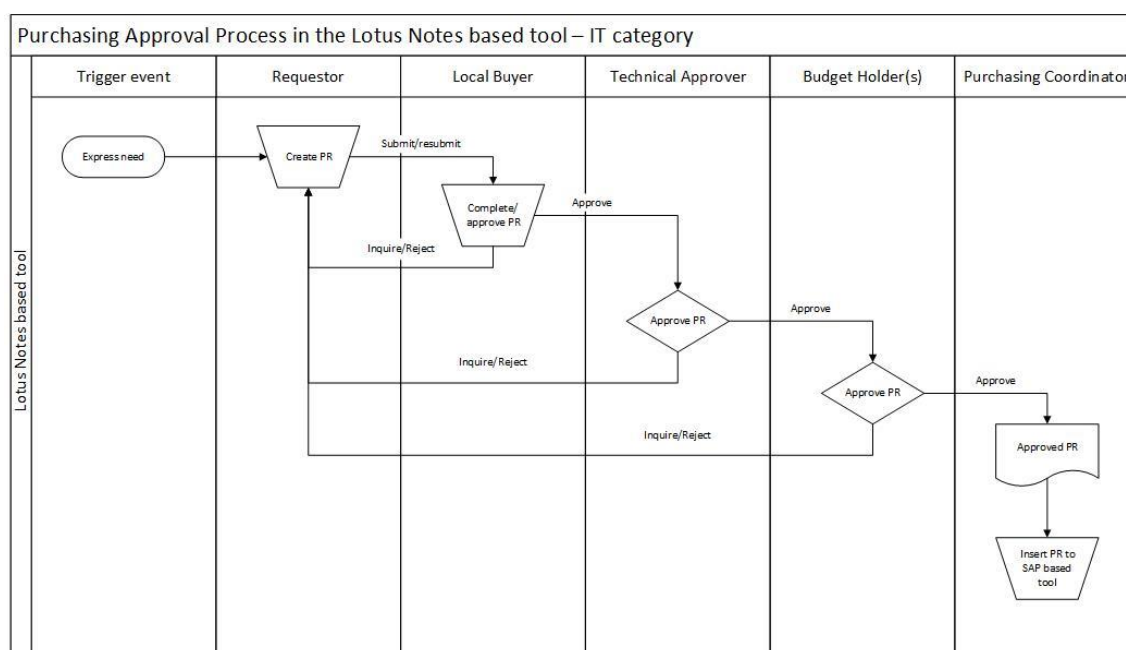 Purchasing Approval Process in the Lotus Notes based tool – IT category
Trigger event
Requestor
Local Buyer
Technical Approver
Budget Holder(s)
Purchasing Coordinator
Lotus Notes based tool
Express need
Create PR
Submit/resubmit
Complete/
approve PR
Approve
Inquire/Reject
Approve PR
Approve
Inquire/Reject
Approve PR
Approve
Inquire/Reject
Approved PR
Insert PR to
SAP based
tool